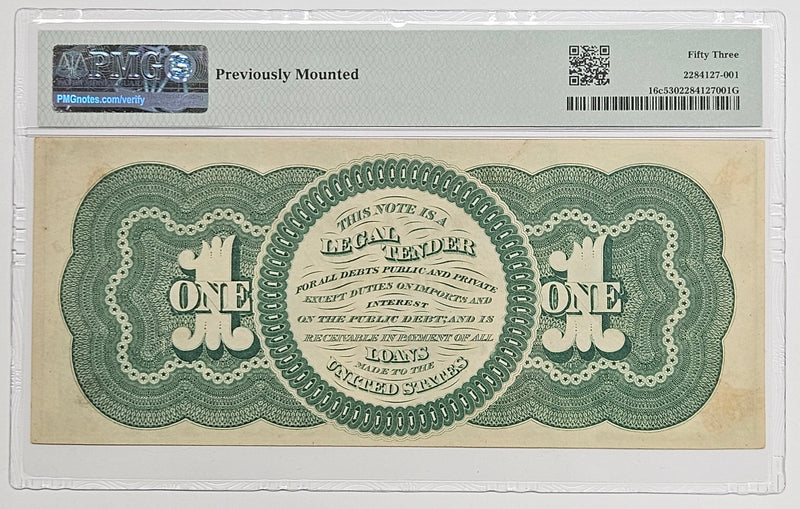 PMG
PMGnotes.com/verify
Previously Mounted
Fifty Three
2284127-001
16c5302284127001G
THIS NOTE IS A
LEGAL TENDER
FOR ALL DEBTS PUBLIC AND PRIVATE
EXCEPT DUTIES ON IMPORTS AND
INTEREST
ON THE PUBLIC DEBT; AND IS
RECEIVABLE IN PAYMENT OF ALL
LOANS
MADE TO THE
UNITED STATES
1
ONE
1
ONE